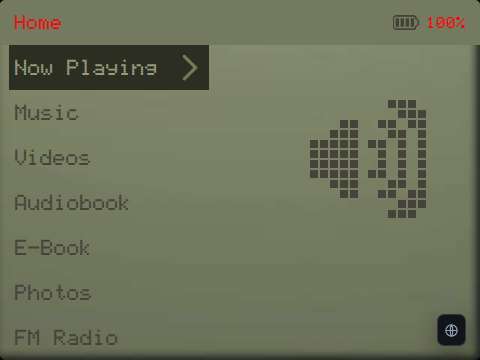 Home
100%
Now Playing
Music
Videos
Audiobook
E-Book
Photos
FM Radio